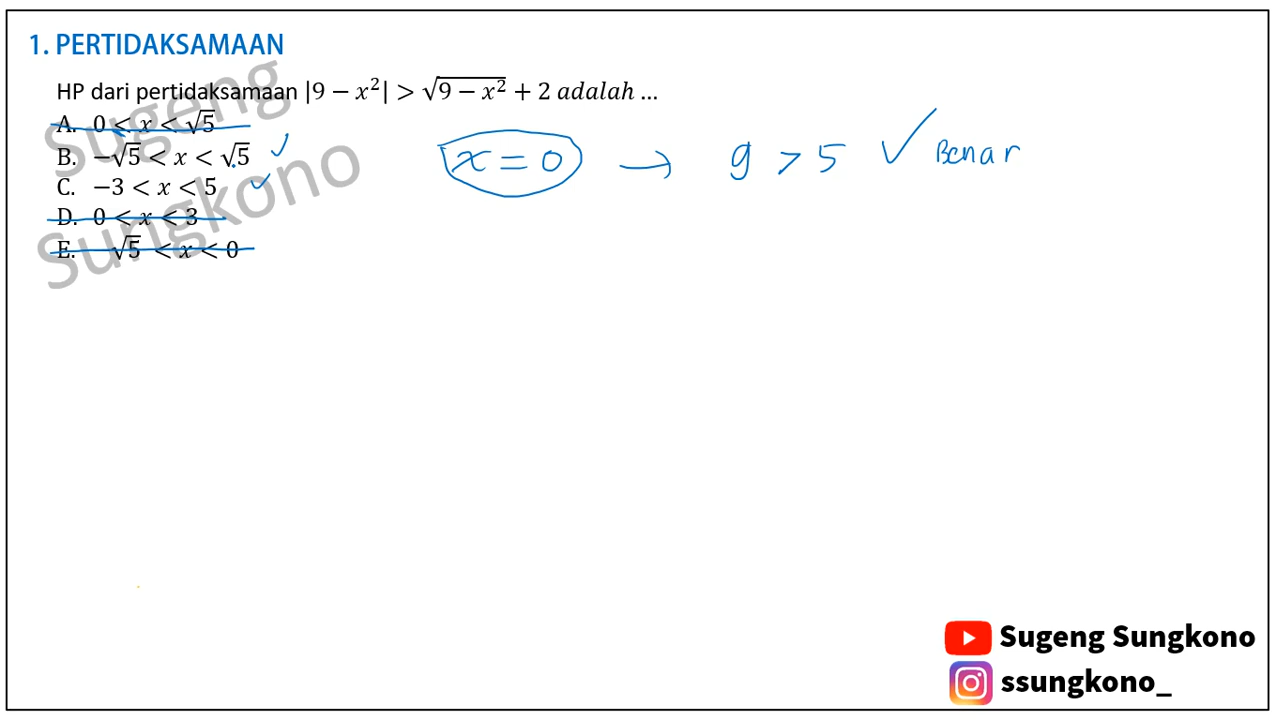 1. PERTIDAKSAMAAN
HP dari pertidaksamaan |9 − x²| > √(9 − x²) + 2 adalah ...
A. 0 < x < √5
B. −√5 < x < √5 ✓
C. −3 < x < 5 ✓
D. 0 < x < 3
E. √5 < x < 0
x = 0 → 9 > 5 ✓ Benar
Sugeng
Sungkono
Sugeng Sungkono
ssungkono_